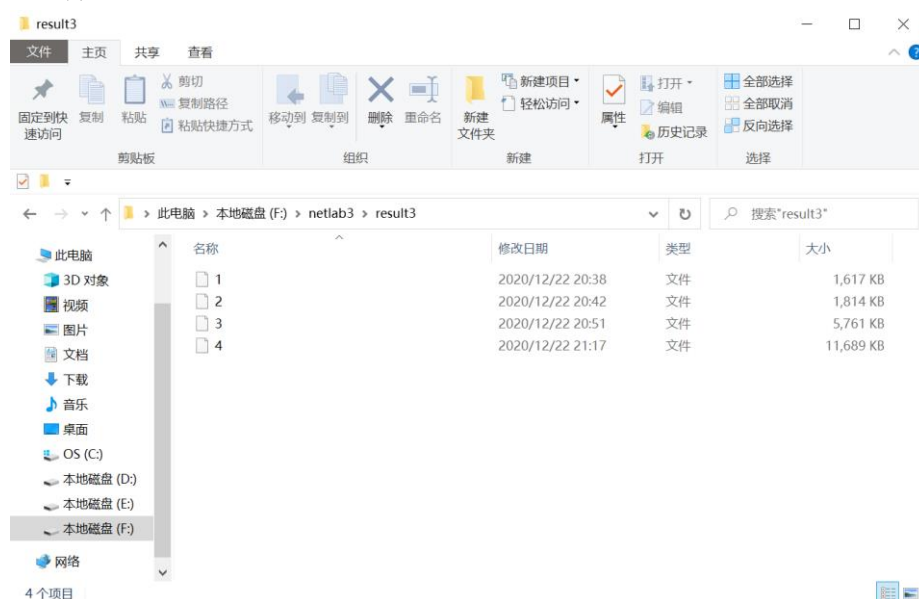 result3
文件 主页 共享 查看
固定到快速访问
复制
粘贴
剪切
复制路径
粘贴快捷方式
剪贴板
移动到
复制到
删除
重命名
组织
新建文件夹
新建项目
轻松访问
新建
属性
打开
编辑
历史记录
打开
全部选择
全部取消
反向选择
选择
此电脑 › 本地磁盘 (F:) › netlab3 › result3
搜索"result3"
此电脑
3D 对象
视频
图片
文档
下载
音乐
桌面
OS (C:)
本地磁盘 (D:)
本地磁盘 (E:)
本地磁盘 (F:)
网络
名称 修改日期 类型 大小
1 2020/12/22 20:38 文件 1,617 KB
2 2020/12/22 20:42 文件 1,814 KB
3 2020/12/22 20:51 文件 5,761 KB
4 2020/12/22 21:17 文件 11,689 KB
4 个项目